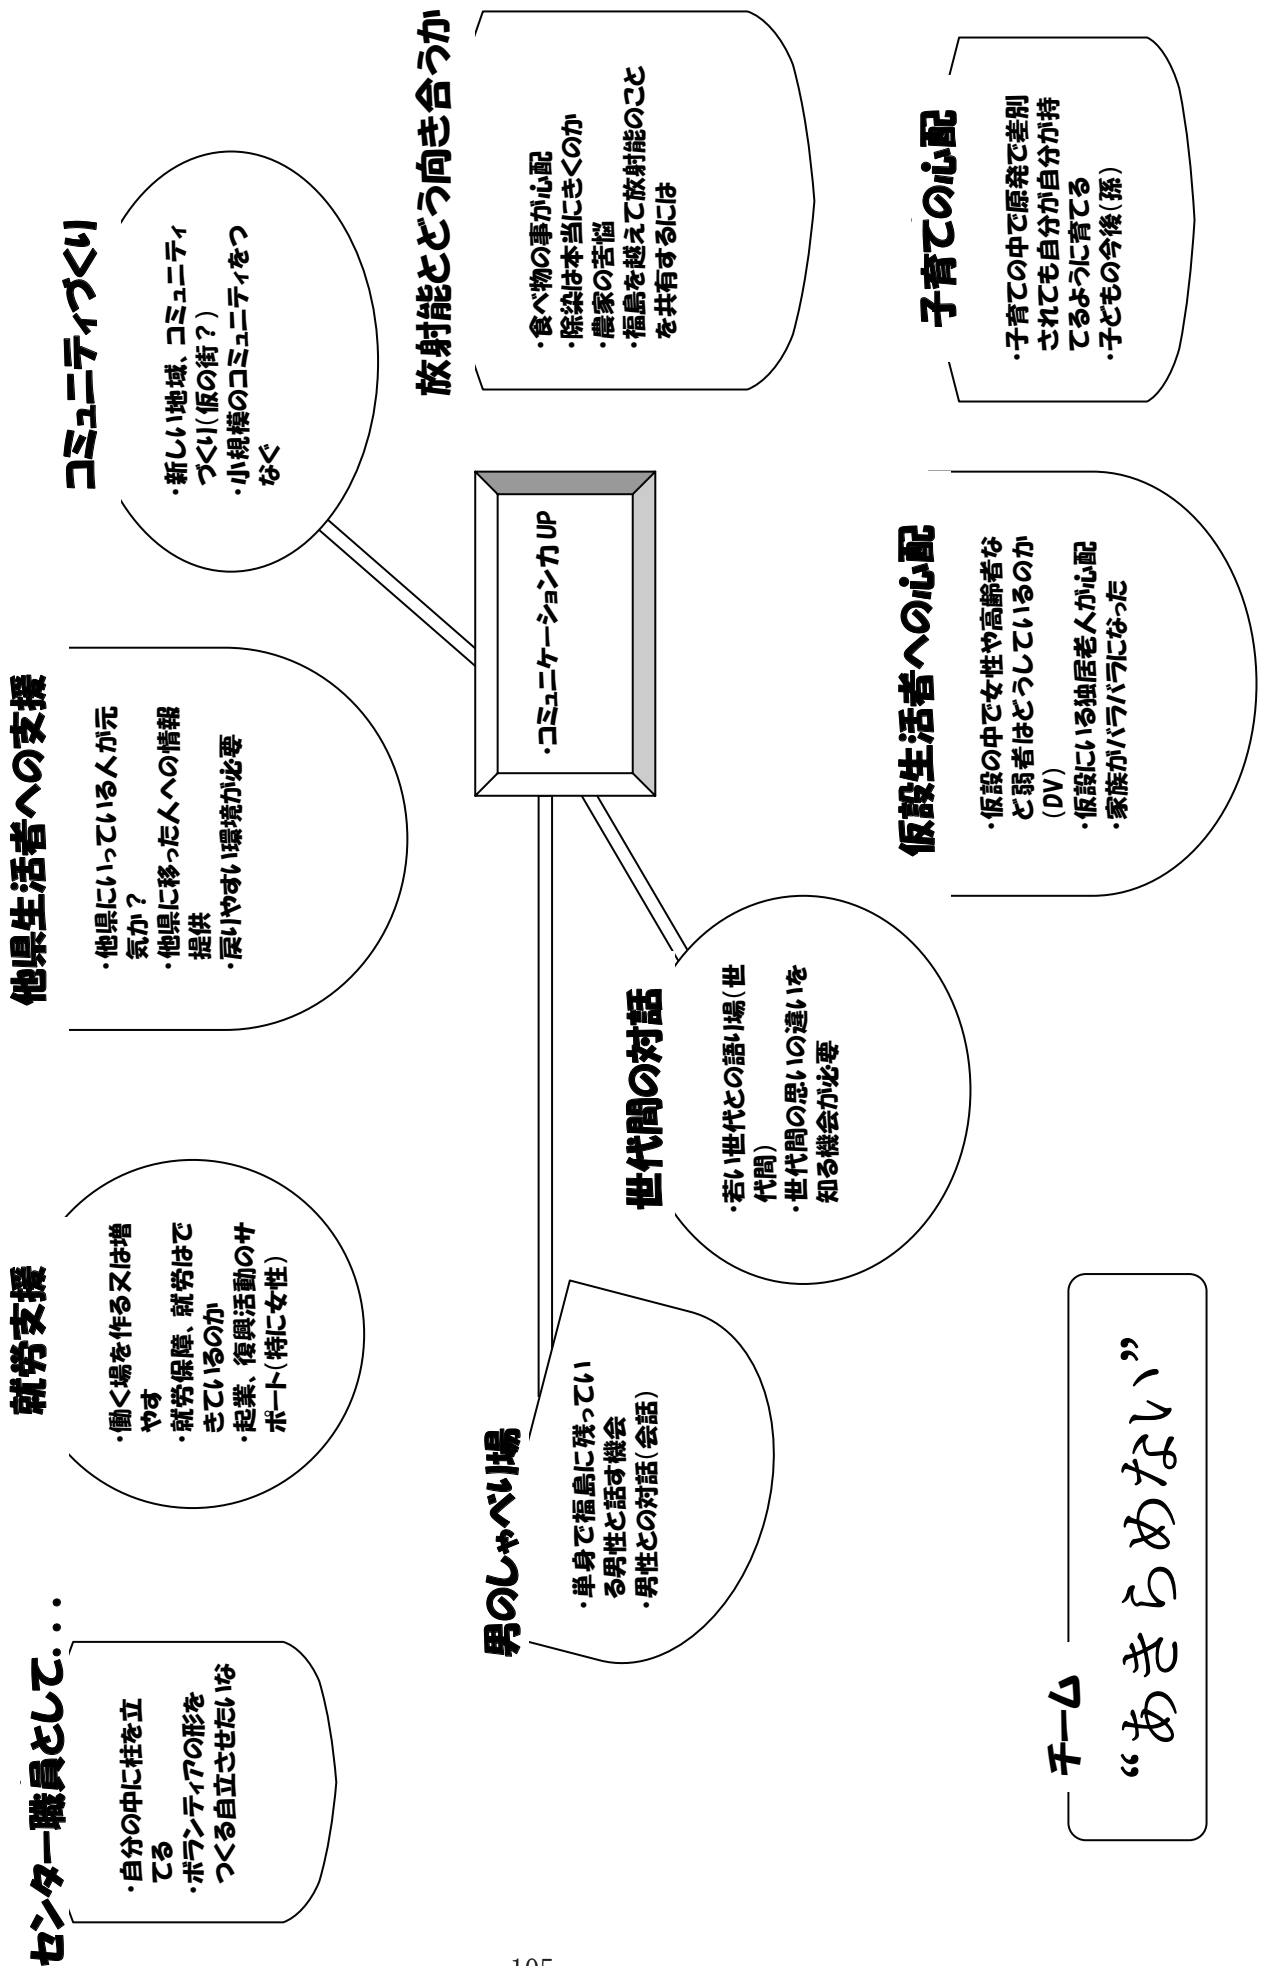 センター職員として...
・自分の中に柱を立
てる
・ボランティアの形を
つくる自立させたいな
就労支援
・働く場を作る又は増
やす
・就労保障、就労はで
きているのか
・起業、復興活動のサ
ポート(特に女性)
他県生活者への支援
・他県にいっている人が元
気か？
・他県に移った人への情報
提供
・戻りやすい環境が必要
コミュニティづくり
・新しい地域、コミュニティ
づくり(仮の街？)
・小規模のコミュニティをつ
なぐ
男のしゃべり場
・単身で福島に残ってい
る男性と話す機会
・男性との対話(会話)
世代間の対話
・若い世代との語り場(世
代間)
・世代間の思いの違いを
知る機会が必要
・コミュニケーション力UP
放射能とどう向き合うか
・食べ物の事が心配
・除染は本当にきくのか
・農家の苦悩
・福島を越えて放射能のこと
を共有するには
仮設生活者への心配
・仮設の中で女性や高齢者な
ど弱者はどうしているのか
(DV)
・仮設にいる独居老人が心配
・家族がバラバラになった
子育ての心配
・子育ての中で原発で差別
されても自分が自分が持
てるように育てる
・子どもの今後(孫)
チーム
“あきらめない”
105